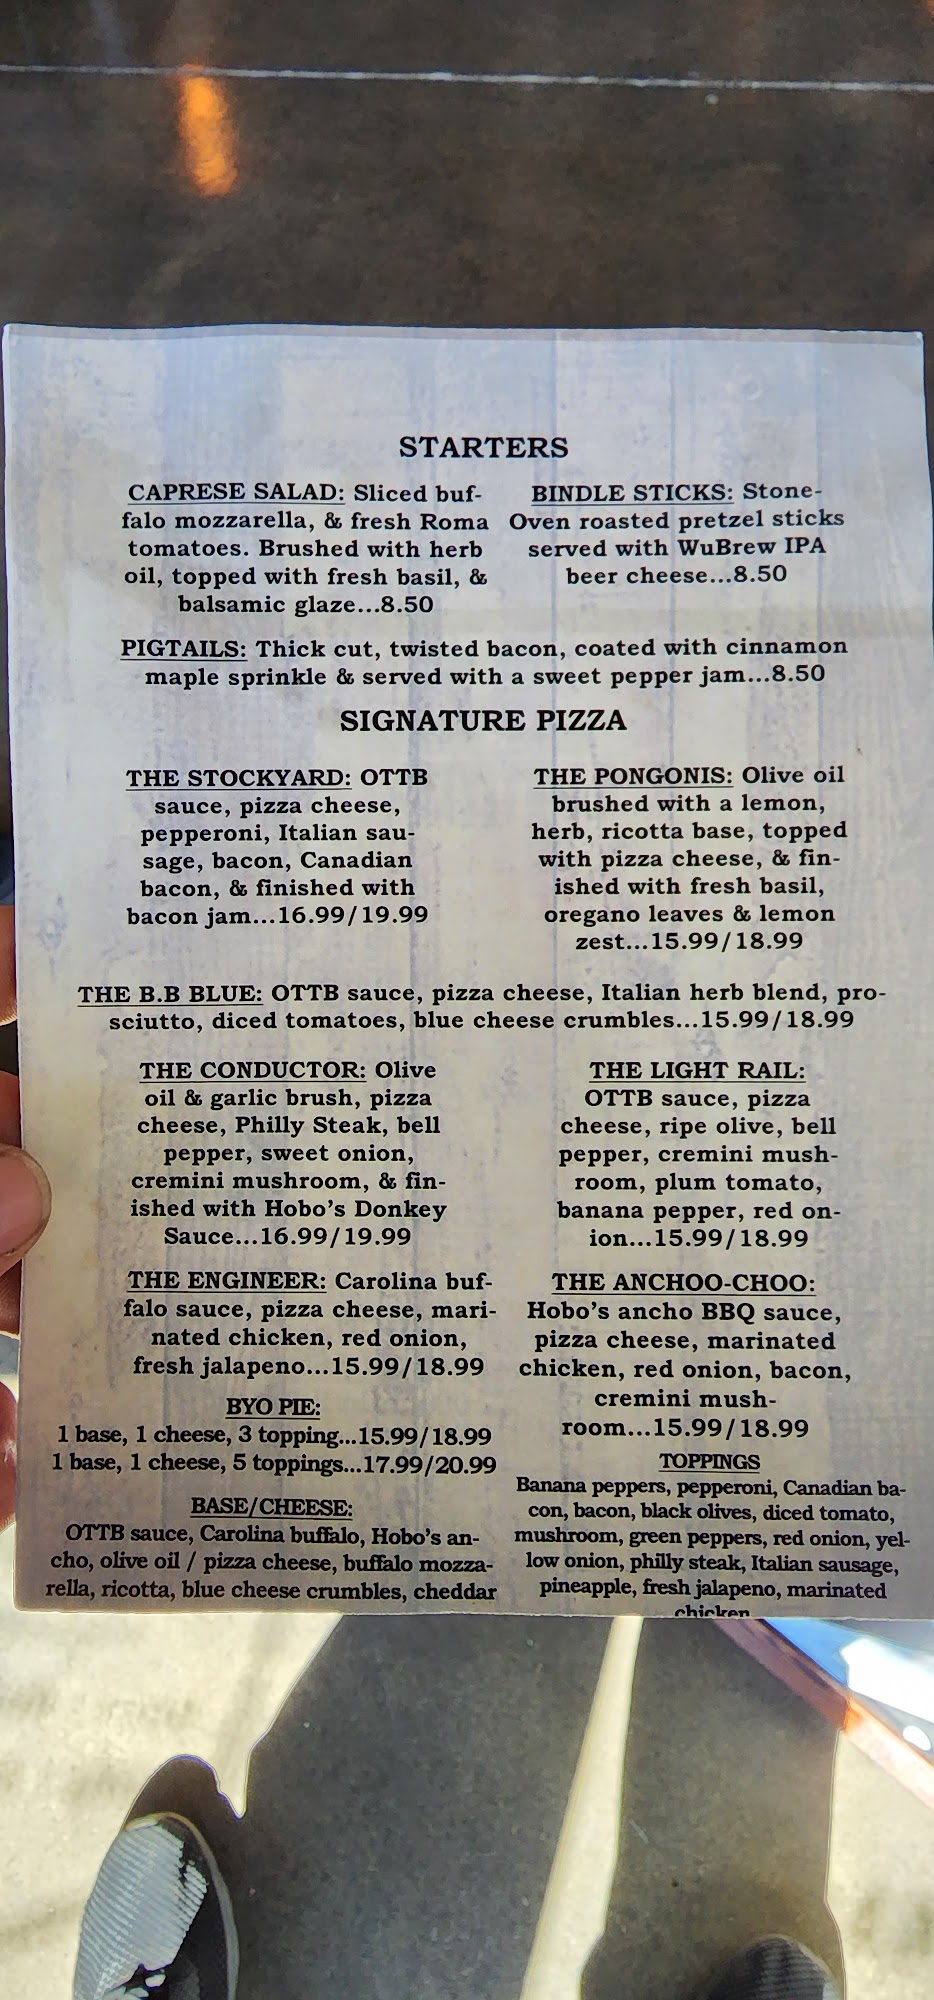 STARTERS
CAPRESE SALAD: Sliced buf-
falo mozzarella, & fresh Roma
tomatoes. Brushed with herb
oil, topped with fresh basil, &
balsamic glaze...8.50
BINDLE STICKS: Stone-
Oven roasted pretzel sticks
served with WuBrew IPA
beer cheese...8.50
PIGTAILS: Thick cut, twisted bacon, coated with cinnamon
maple sprinkle & served with a sweet pepper jam...8.50
SIGNATURE PIZZA
THE STOCKYARD: OTTB
sauce, pizza cheese,
pepperoni, Italian sau-
sage, bacon, Canadian
bacon, & finished with
bacon jam...16.99/19.99
THE PONGONIS: Olive oil
brushed with a lemon,
herb, ricotta base, topped
with pizza cheese, & fin-
ished with fresh basil,
oregano leaves & lemon
zest...15.99/18.99
THE B.B BLUE: OTTB sauce, pizza cheese, Italian herb blend, pro-
sciutto, diced tomatoes, blue cheese crumbles...15.99/18.99
THE CONDUCTOR: Olive
oil & garlic brush, pizza
cheese, Philly Steak, bell
pepper, sweet onion,
cremini mushroom, & fin-
ished with Hobo's Donkey
Sauce...16.99/19.99
THE LIGHT RAIL:
OTTB sauce, pizza
cheese, ripe olive, bell
pepper, cremini mush-
room, plum tomato,
banana pepper, red on-
ion...15.99/18.99
THE ENGINEER: Carolina buf-
falo sauce, pizza cheese, mari-
nated chicken, red onion,
fresh jalapeno...15.99/18.99
THE ANCHOO-CHOO:
Hobo's ancho BBQ sauce,
pizza cheese, marinated
chicken, red onion, bacon,
cremini mush-
room...15.99/18.99
BYO PIE:
1 base, 1 cheese, 3 topping...15.99/18.99
1 base, 1 cheese, 5 toppings...17.99/20.99
BASE/CHEESE:
OTTB sauce, Carolina buffalo, Hobo's an-
cho, olive oil / pizza cheese, buffalo mozza-
rella, ricotta, blue cheese crumbles, cheddar
TOPPINGS
Banana peppers, pepperoni, Canadian ba-
con, bacon, black olives, diced tomato,
mushroom, green peppers, red onion, yel-
low onion, philly steak, Italian sausage,
pineapple, fresh jalapeno, marinated
chicken